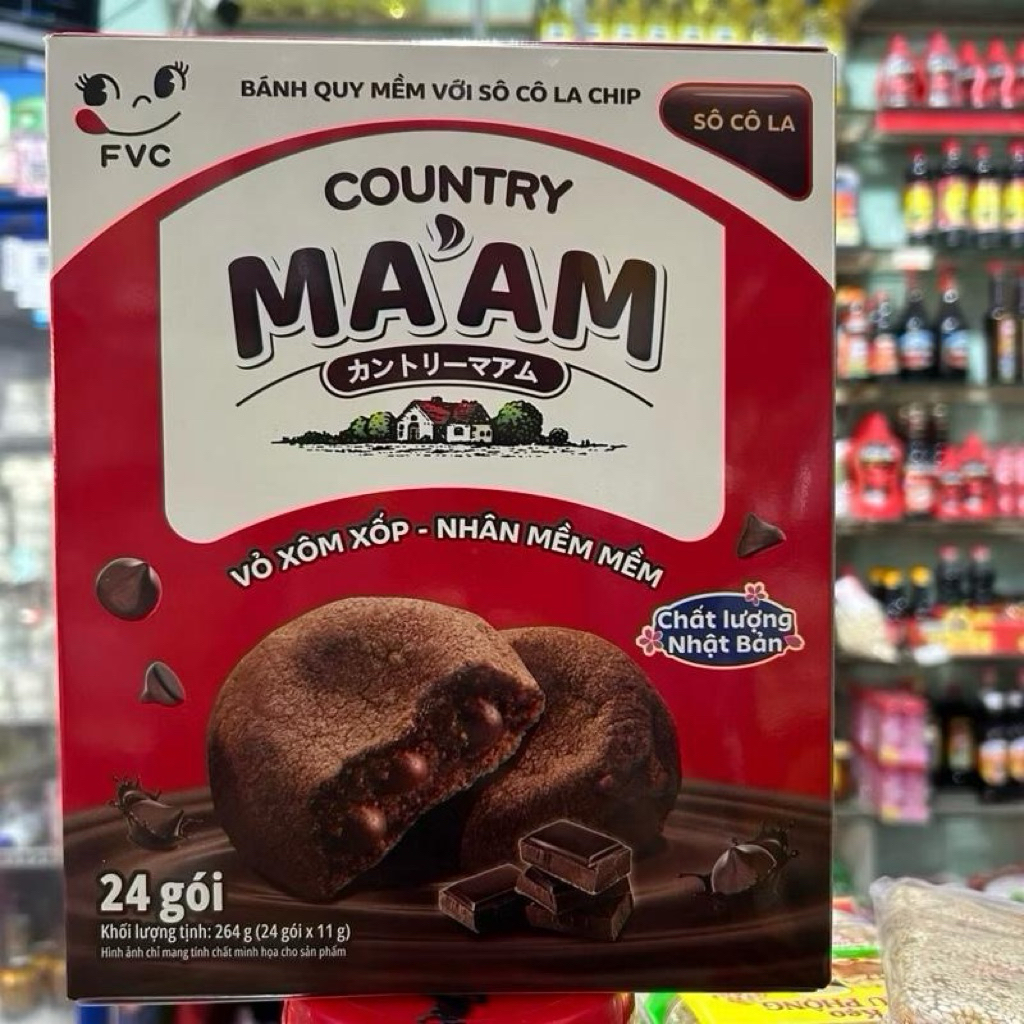 BÁNH QUY MỀM VỚI SÔ CÔ LA CHIP
SÔ CÔ LA
FVC
COUNTRY
MA'AM
カントリーマアム
VỎ XÔM XỐP - NHÂN MỀM MỀM
Chất lượng
Nhật Bản
24 gói
Khối lượng tịnh: 264 g (24 gói x 11 g)
Hình ảnh chỉ mang tính chất minh họa cho sản phẩm
Kẹo
PHỘNG